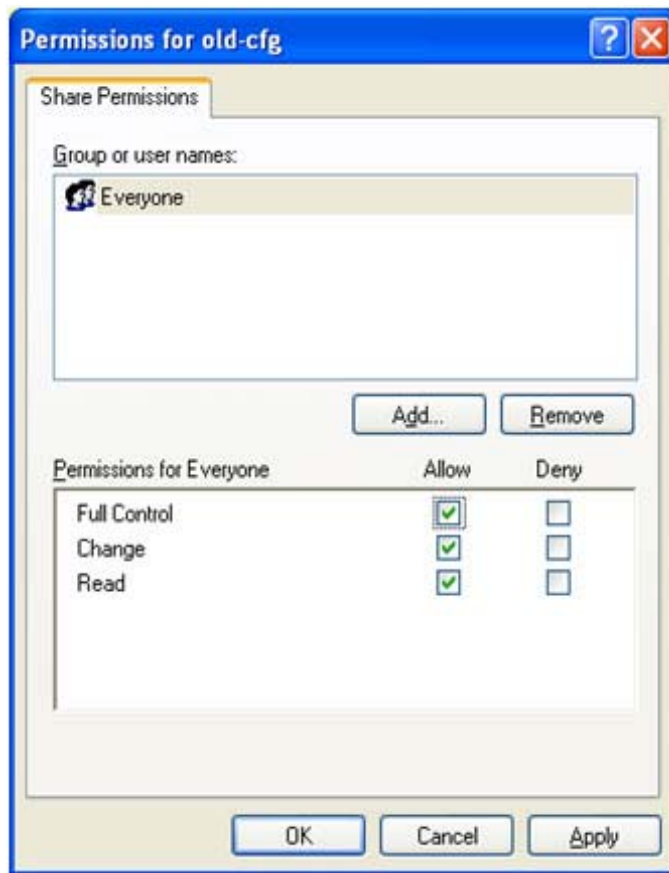 Permissions for old-cfg
Share Permissions
Group or user names:
Everyone
Add... Remove
Permissions for Everyone Allow Deny
Full Control
Change
Read
OK Cancel Apply